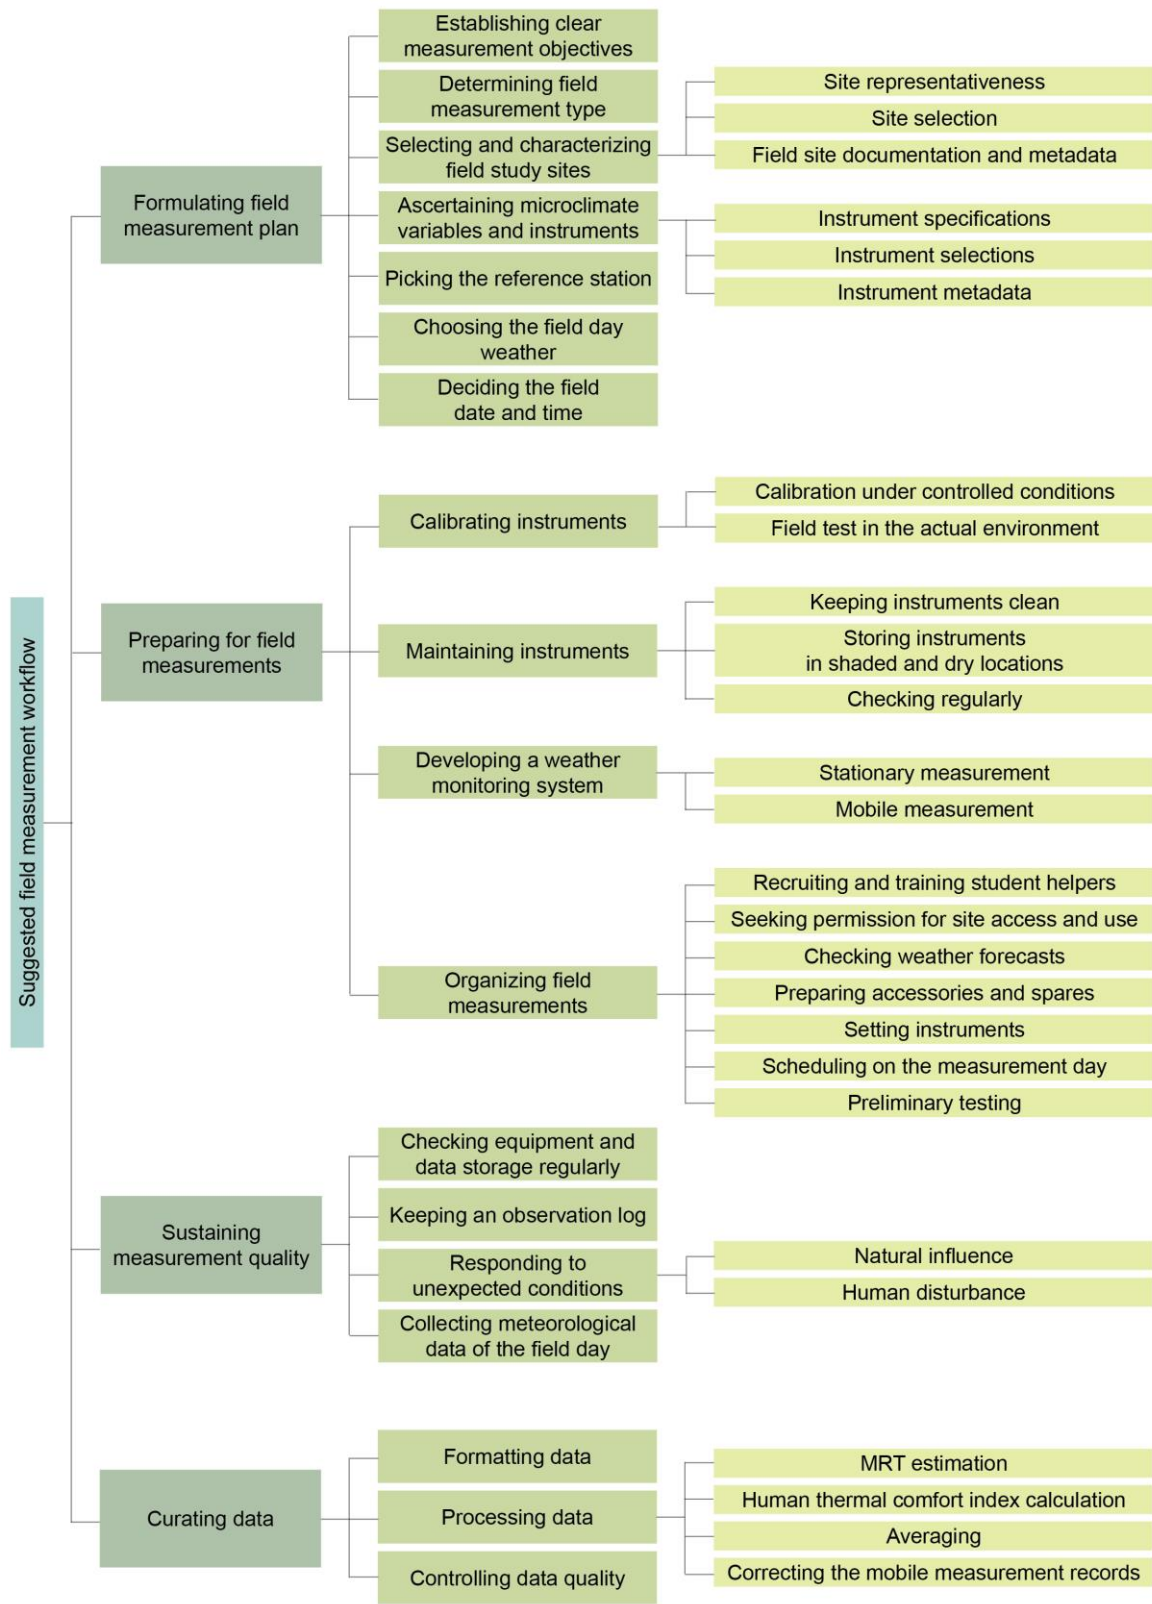 Suggested field measurement workflow
Formulating field
measurement plan
Establishing clear
measurement objectives
Determining field
measurement type
Selecting and characterizing
field study sites
Site representativeness
Site selection
Field site documentation and metadata
Ascertaining microclimate
variables and instruments
Instrument specifications
Instrument selections
Instrument metadata
Picking the reference station
Choosing the field day
weather
Deciding the field
date and time
Preparing for field
measurements
Calibrating instruments
Calibration under controlled conditions
Field test in the actual environment
Maintaining instruments
Keeping instruments clean
Storing instruments
in shaded and dry locations
Checking regularly
Developing a weather
monitoring system
Stationary measurement
Mobile measurement
Organizing field
measurements
Recruiting and training student helpers
Seeking permission for site access and use
Checking weather forecasts
Preparing accessories and spares
Setting instruments
Scheduling on the measurement day
Preliminary testing
Sustaining
measurement quality
Checking equipment and
data storage regularly
Keeping an observation log
Responding to
unexpected conditions
Natural influence
Human disturbance
Collecting meteorological
data of the field day
Curating data
Formatting data
Processing data
MRT estimation
Human thermal comfort index calculation
Averaging
Correcting the mobile measurement records
Controlling data quality